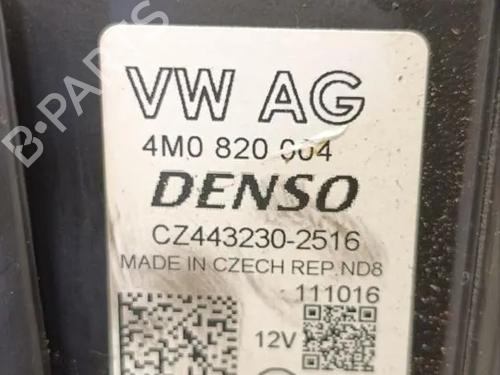 VW AG
4M0 820 004
DENSO
CZ443230-2516
MADE IN CZECH REP. ND8
111016
12V
B-PARTS